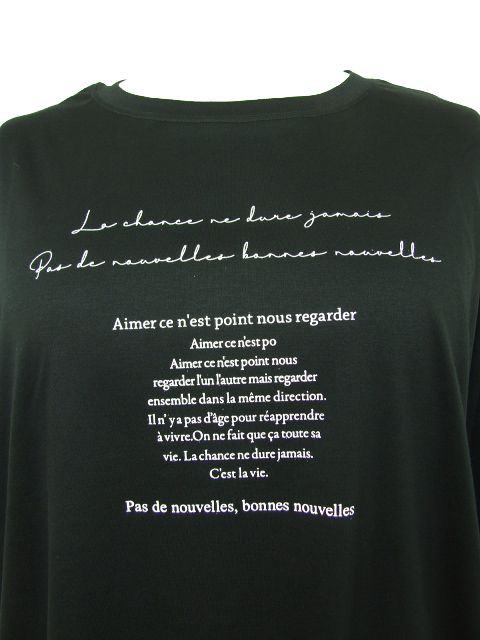 La chance ne dure jamais
Pas de nouvelles bonnes nouvelles
Aimer ce n'est point nous regarder
Aimer ce n'est po
Aimer ce n'est point nous
regarder l'un l'autre mais regarder
ensemble dans la même direction.
Il n' y a pas d'âge pour réapprendre
à vivre.On ne fait que ça toute sa
vie. La chance ne dure jamais.
C'est la vie.
Pas de nouvelles, bonnes nouvelles